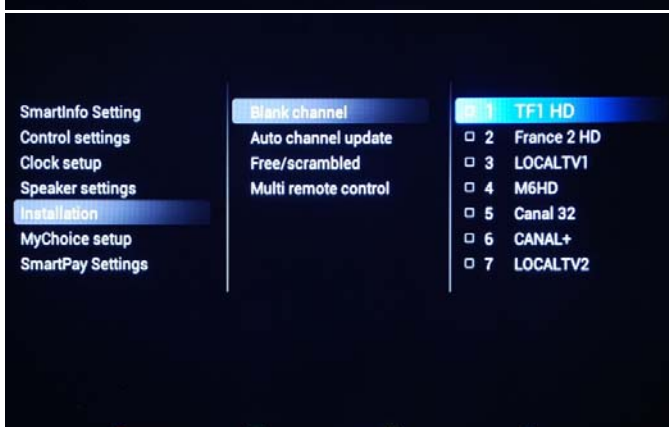 SmartInfo Setting
Control settings
Clock setup
Speaker settings
Installation
MyChoice setup
SmartPay Settings
Blank channel
Auto channel update
Free/scrambled
Multi remote control
1 TF1 HD
2 France 2 HD
3 LOCALTV1
4 M6HD
5 Canal 32
6 CANAL+
7 LOCALTV2